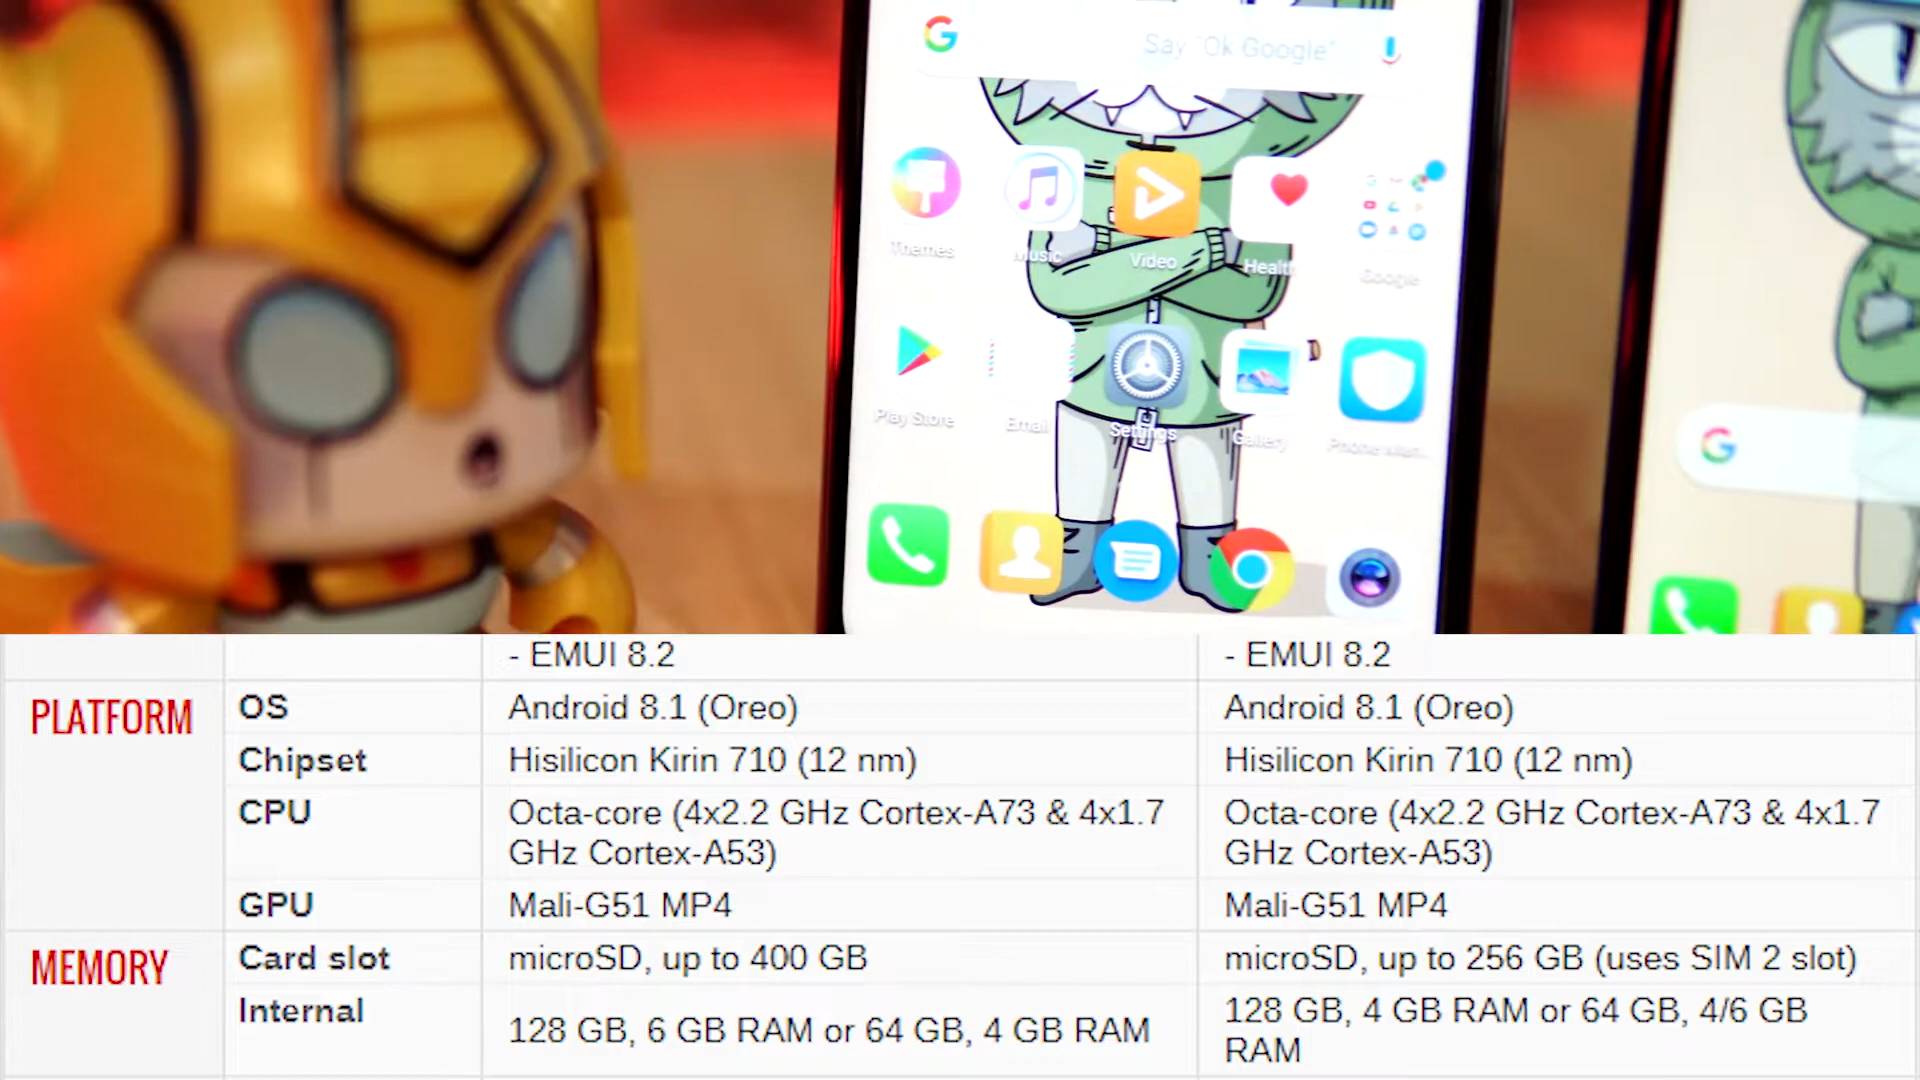 Say "Ok Google"
Themes
Music
Video
Health
Google
Play Store
Email
Settings
Gallery
Phone Man...
- EMUI 8.2
- EMUI 8.2
PLATFORM
OS
Android 8.1 (Oreo)
Android 8.1 (Oreo)
Chipset
Hisilicon Kirin 710 (12 nm)
Hisilicon Kirin 710 (12 nm)
CPU
Octa-core (4x2.2 GHz Cortex-A73 & 4x1.7
GHz Cortex-A53)
Octa-core (4x2.2 GHz Cortex-A73 & 4x1.7
GHz Cortex-A53)
GPU
Mali-G51 MP4
Mali-G51 MP4
MEMORY
Card slot
microSD, up to 400 GB
microSD, up to 256 GB (uses SIM 2 slot)
Internal
128 GB, 6 GB RAM or 64 GB, 4 GB RAM
128 GB, 4 GB RAM or 64 GB, 4/6 GB
RAM